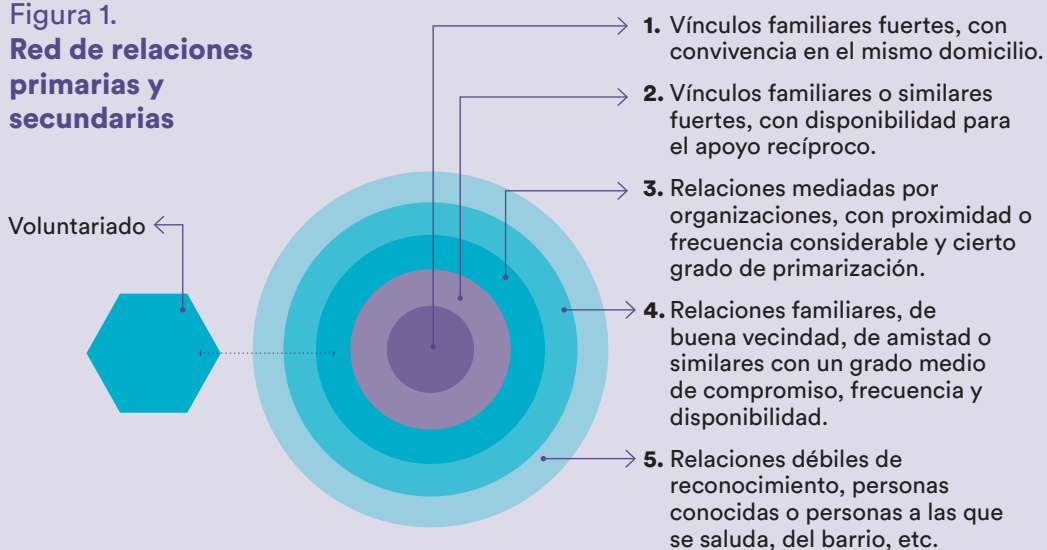 Figura 1.
Red de relaciones
primarias y
secundarias
Voluntariado
1. Vínculos familiares fuertes, con
convivencia en el mismo domicilio.
2. Vínculos familiares o similares
fuertes, con disponibilidad para
el apoyo recíproco.
3. Relaciones mediadas por
organizaciones, con proximidad o
frecuencia considerable y cierto
grado de primarización.
4. Relaciones familiares, de
buena vecindad, de amistad o
similares con un grado medio
de compromiso, frecuencia y
disponibilidad.
5. Relaciones débiles de
reconocimiento, personas
conocidas o personas a las que
se saluda, del barrio, etc.